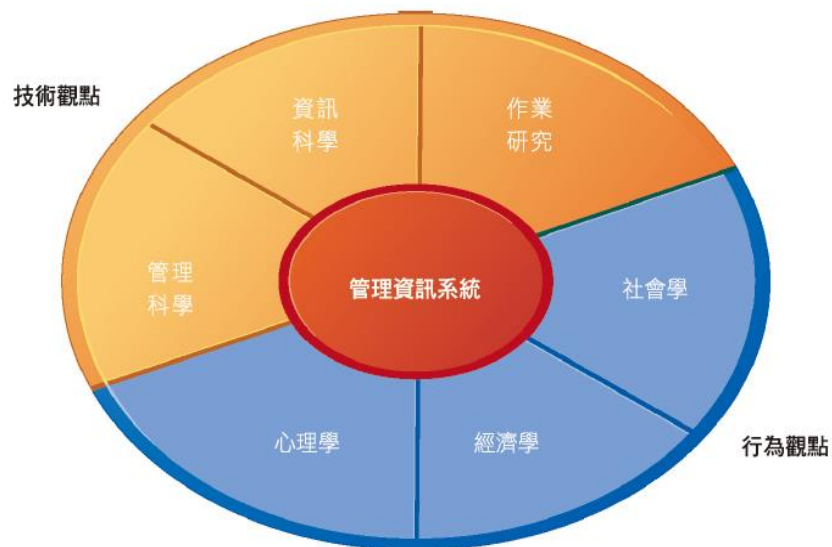 技術觀點
資訊
科學
作業
研究
管理
科學
管理資訊系統
社會學
心理學
經濟學
行為觀點